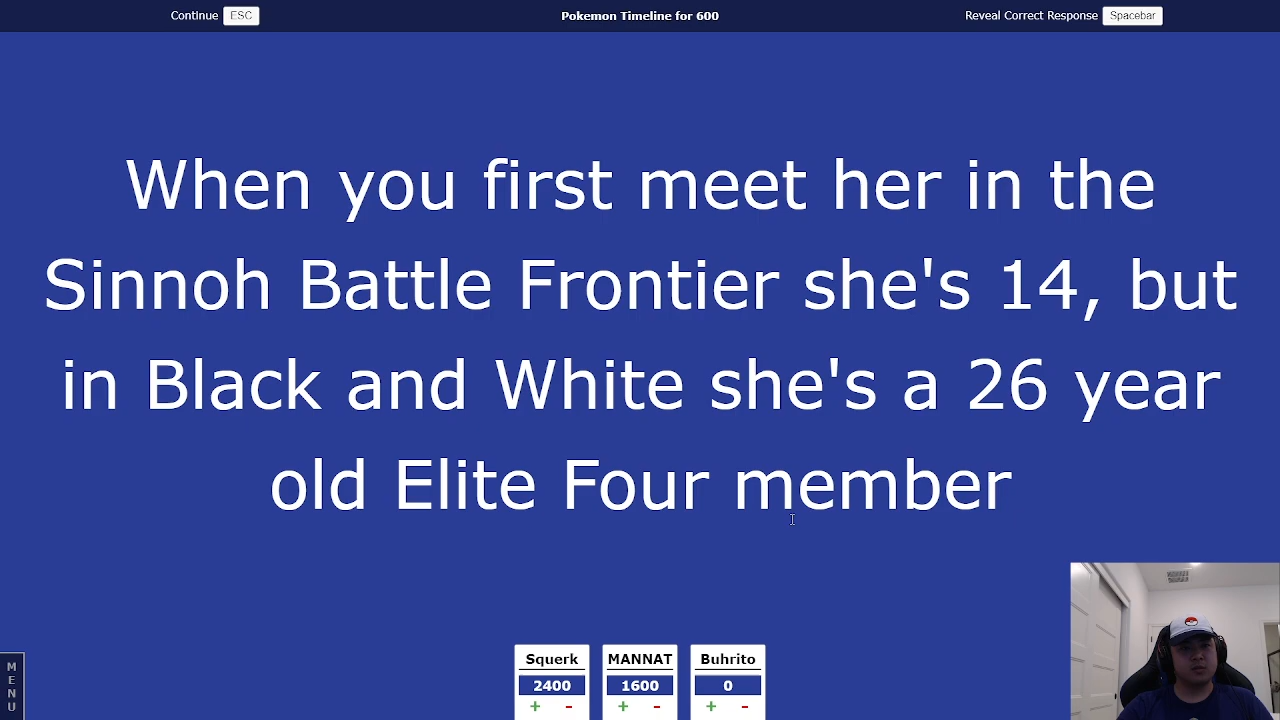 Continue ESC
Pokemon Timeline for 600
Reveal Correct Response Spacebar
When you first meet her in the
Sinnoh Battle Frontier she's 14, but
in Black and White she's a 26 year
old Elite Four member
MENU
Squerk MANNAT Buhrito
2400 1600 0
+ - + - + -